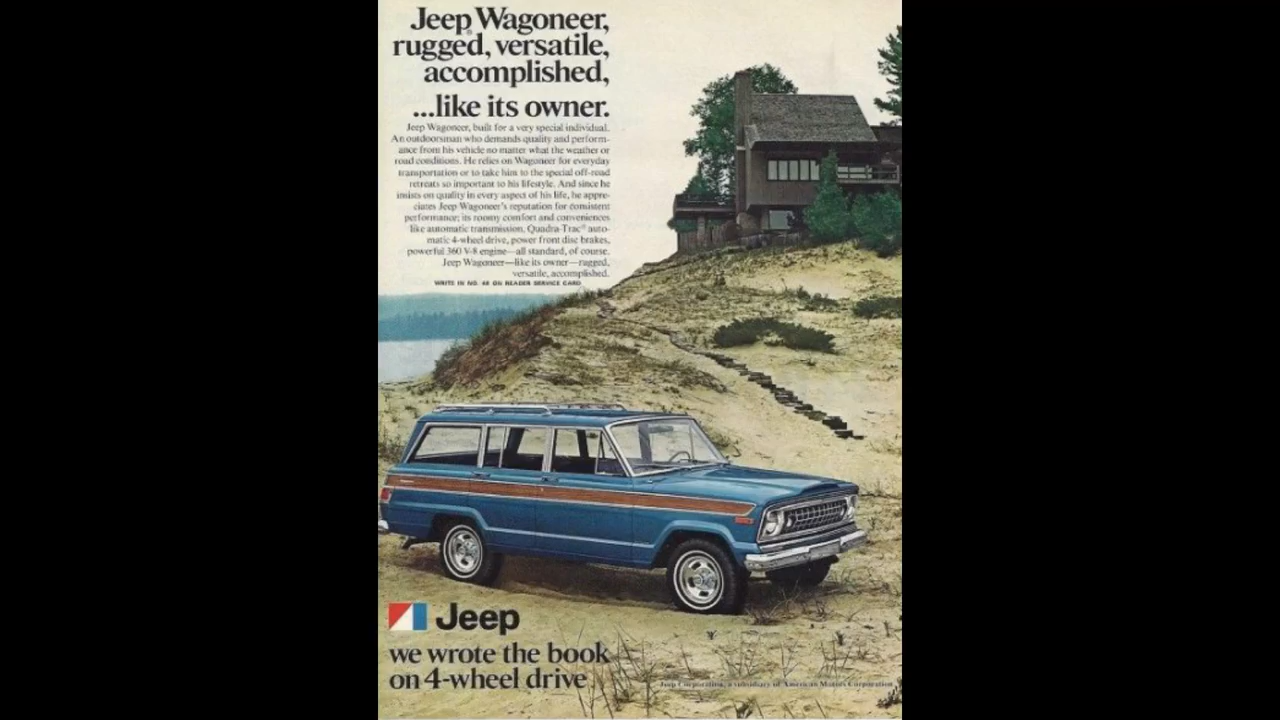 Jeep® Wagoneer,
rugged, versatile,
accomplished,
...like its owner.
Jeep Wagoneer, built for a very special individual.
An outdoorsman who demands quality and perform-
ance from his vehicle no matter what the weather or
road conditions. He relies on Wagoneer for everyday
transportation or to take him to the special off-road
retreats so important to his lifestyle. And since he
insists on quality in every aspect of his life, he appre-
ciates Jeep Wagoneer's reputation for consistent
performance; its roomy comfort and conveniences
like automatic transmission, Quadra-Trac® auto-
matic 4-wheel drive, power front disc brakes,
powerful 360 V-8 engine—all standard, of course.
Jeep Wagoneer—like its owner—rugged,
versatile, accomplished.
WRITE IN NO. 48 ON READER SERVICE CARD
Jeep
we wrote the book
on 4-wheel drive
Jeep Corporation, a subsidiary of American Motors Corporation